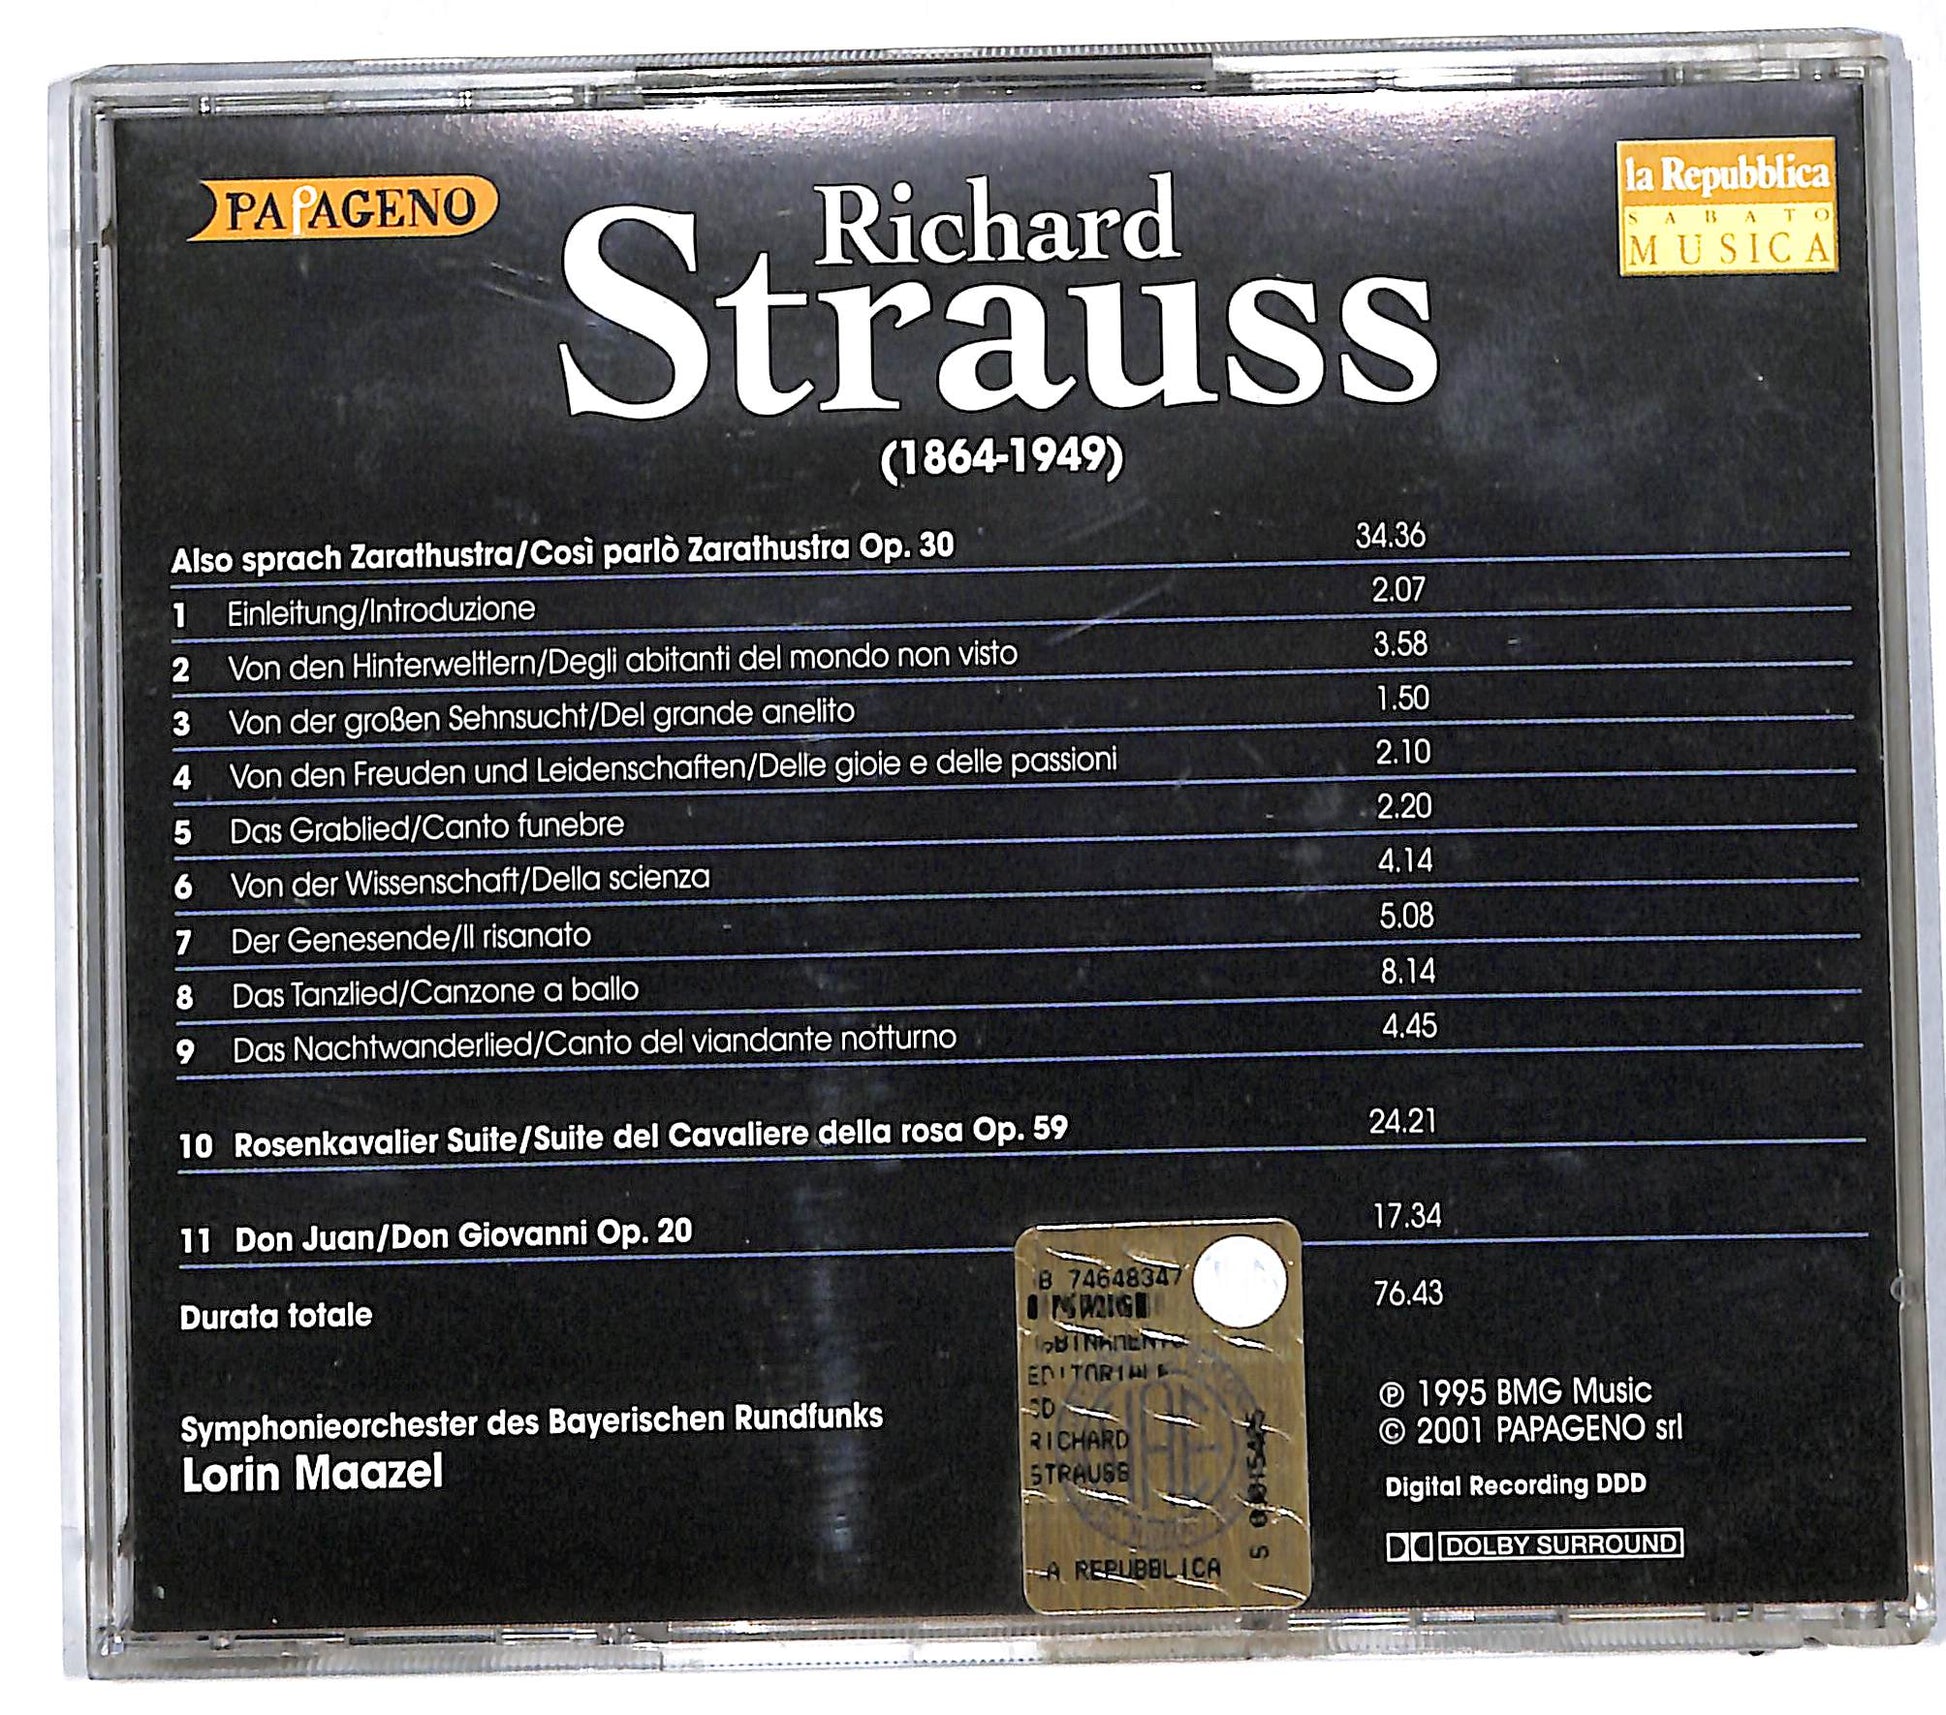 PAPAGENO
la Repubblica
SABATO
MUSICA
Richard
Strauss
(1864-1949)
Also sprach Zarathustra/Così parlò Zarathustra Op. 30 34.36
1 Einleitung/Introduzione 2.07
2 Von den Hinterweltlern/Degli abitanti del mondo non visto 3.58
3 Von der großen Sehnsucht/Del grande anelito 1.50
4 Von den Freuden und Leidenschaften/Delle gioie e delle passioni 2.10
5 Das Grablied/Canto funebre 2.20
6 Von der Wissenschaft/Della scienza 4.14
7 Der Genesende/Il risanato 5.08
8 Das Tanzlied/Canzone a ballo 8.14
9 Das Nachtwanderlied/Canto del viandante notturno 4.45
10 Rosenkavalier Suite/Suite del Cavaliere della rosa Op. 59 24.21
11 Don Juan/Don Giovanni Op. 20 17.34
Durata totale 76.43
Symphonieorchester des Bayerischen Rundfunks
Lorin Maazel
B 74648347
EDITORIALE
CD
RICHARD
STRAUSS
A REPUBBLICA
℗ 1995 BMG Music
© 2001 PAPAGENO srl
Digital Recording DDD
DOLBY SURROUND